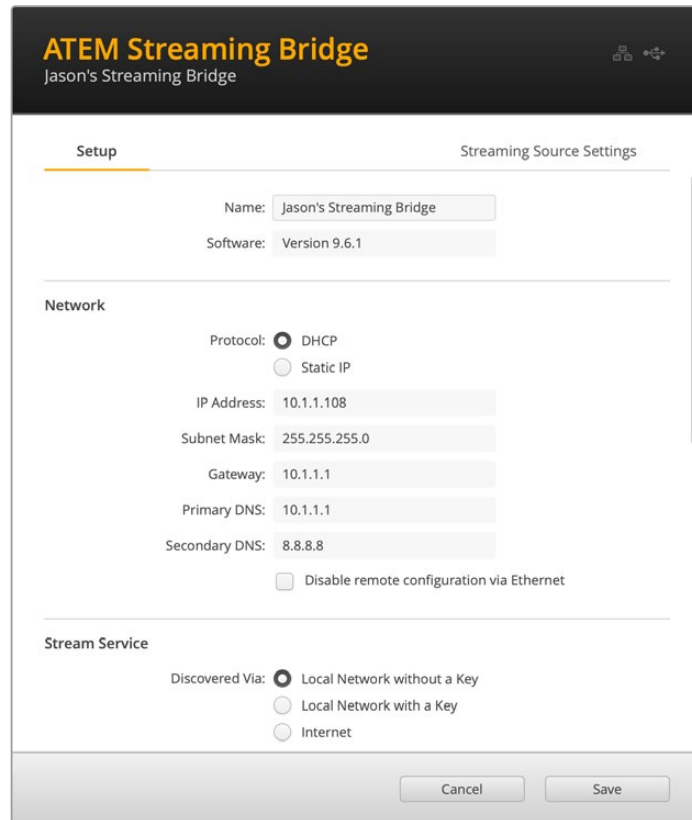 ATEM Streaming Bridge
Jason's Streaming Bridge
Setup Streaming Source Settings
Name: Jason's Streaming Bridge
Software: Version 9.6.1
Network
Protocol: DHCP
Static IP
IP Address: 10.1.1.108
Subnet Mask: 255.255.255.0
Gateway: 10.1.1.1
Primary DNS: 10.1.1.1
Secondary DNS: 8.8.8.8
Disable remote configuration via Ethernet
Stream Service
Discovered Via: Local Network without a Key
Local Network with a Key
Internet
Cancel Save